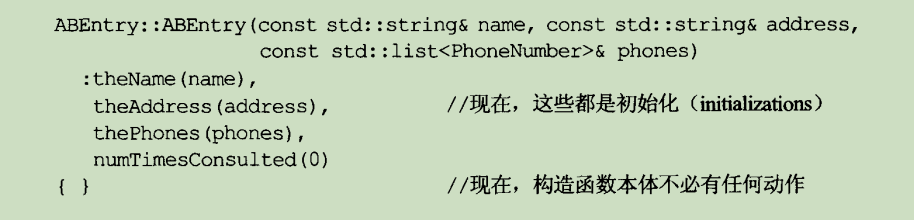 ABEntry::ABEntry(const std::string& name, const std::string& address,
const std::list<PhoneNumber>& phones)
:theName(name),
theAddress(address), //现在，这些都是初始化（initializations）
thePhones(phones),
numTimesConsulted(0)
{ } //现在，构造函数本体不必有任何动作